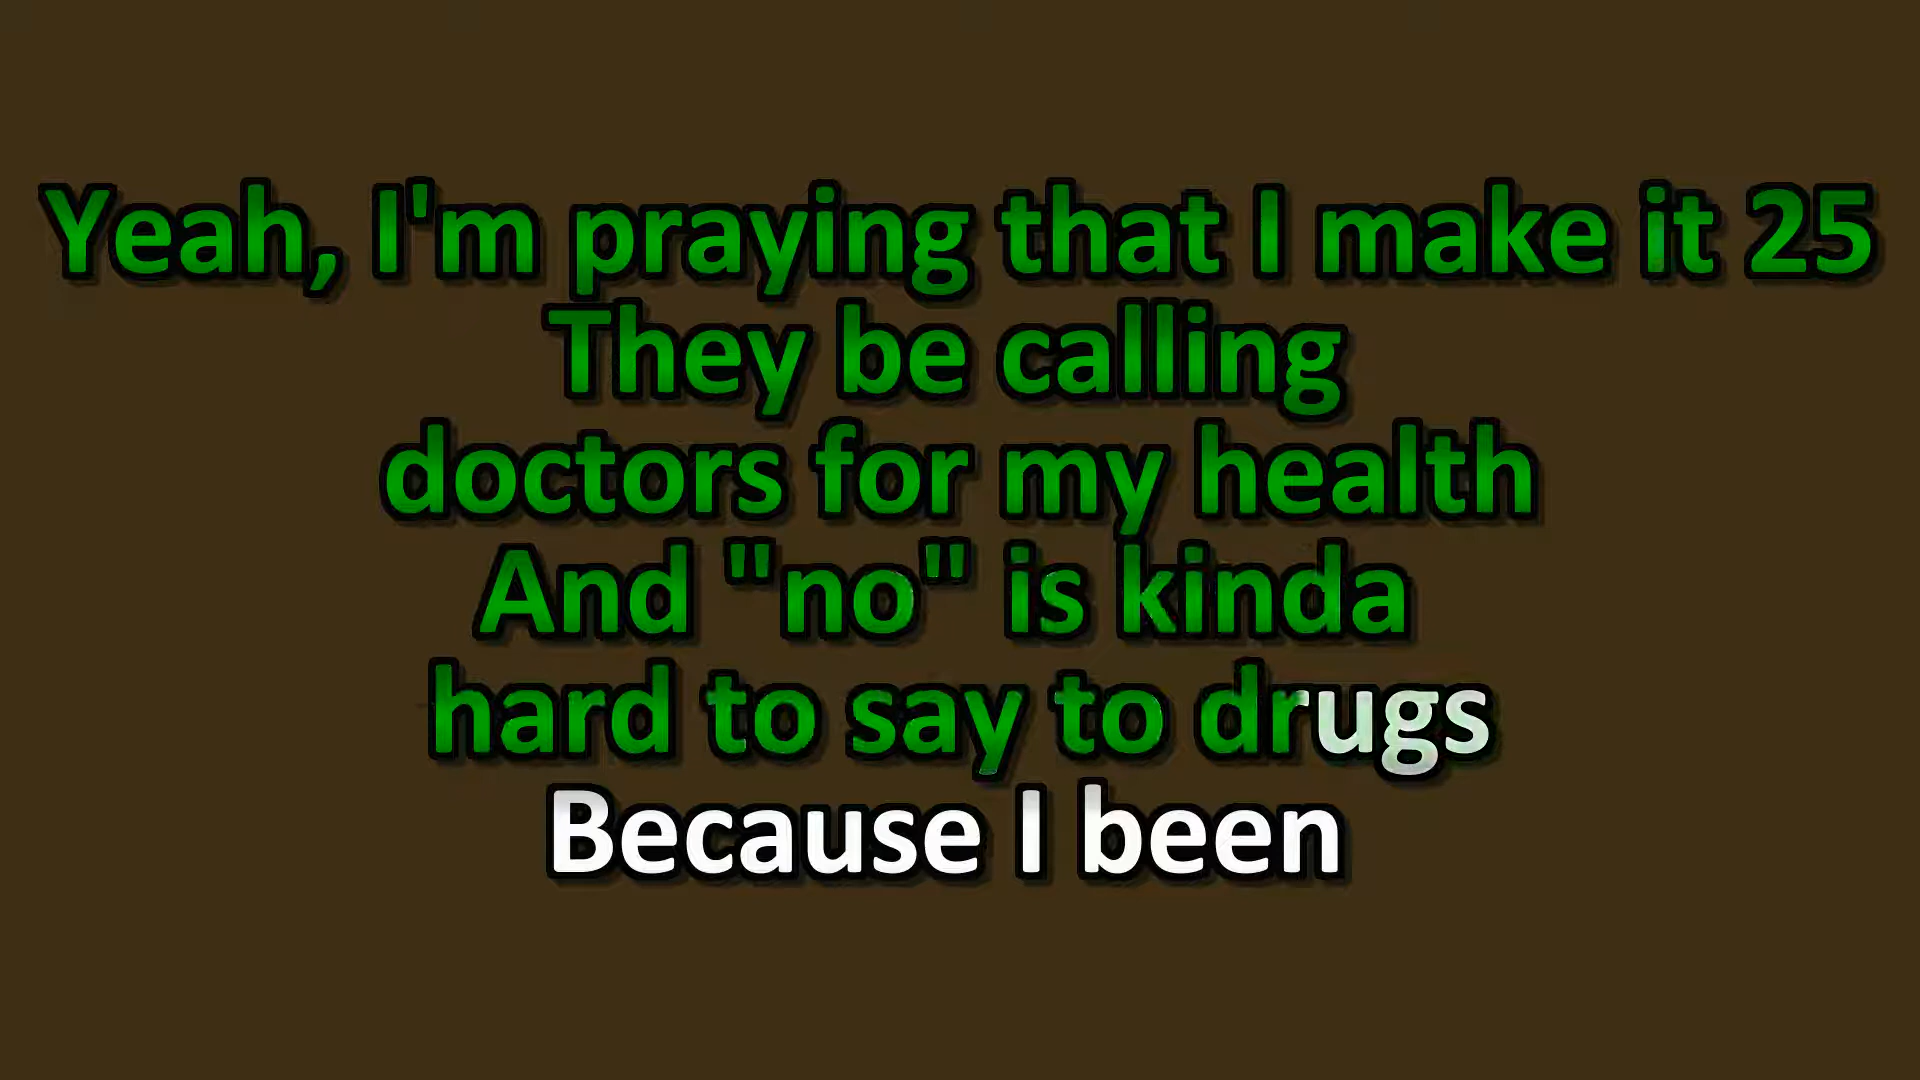 Yeah, I'm praying that I make it 25
They be calling
doctors for my health
And "no" is kinda
hard to say to drugs
Because I been